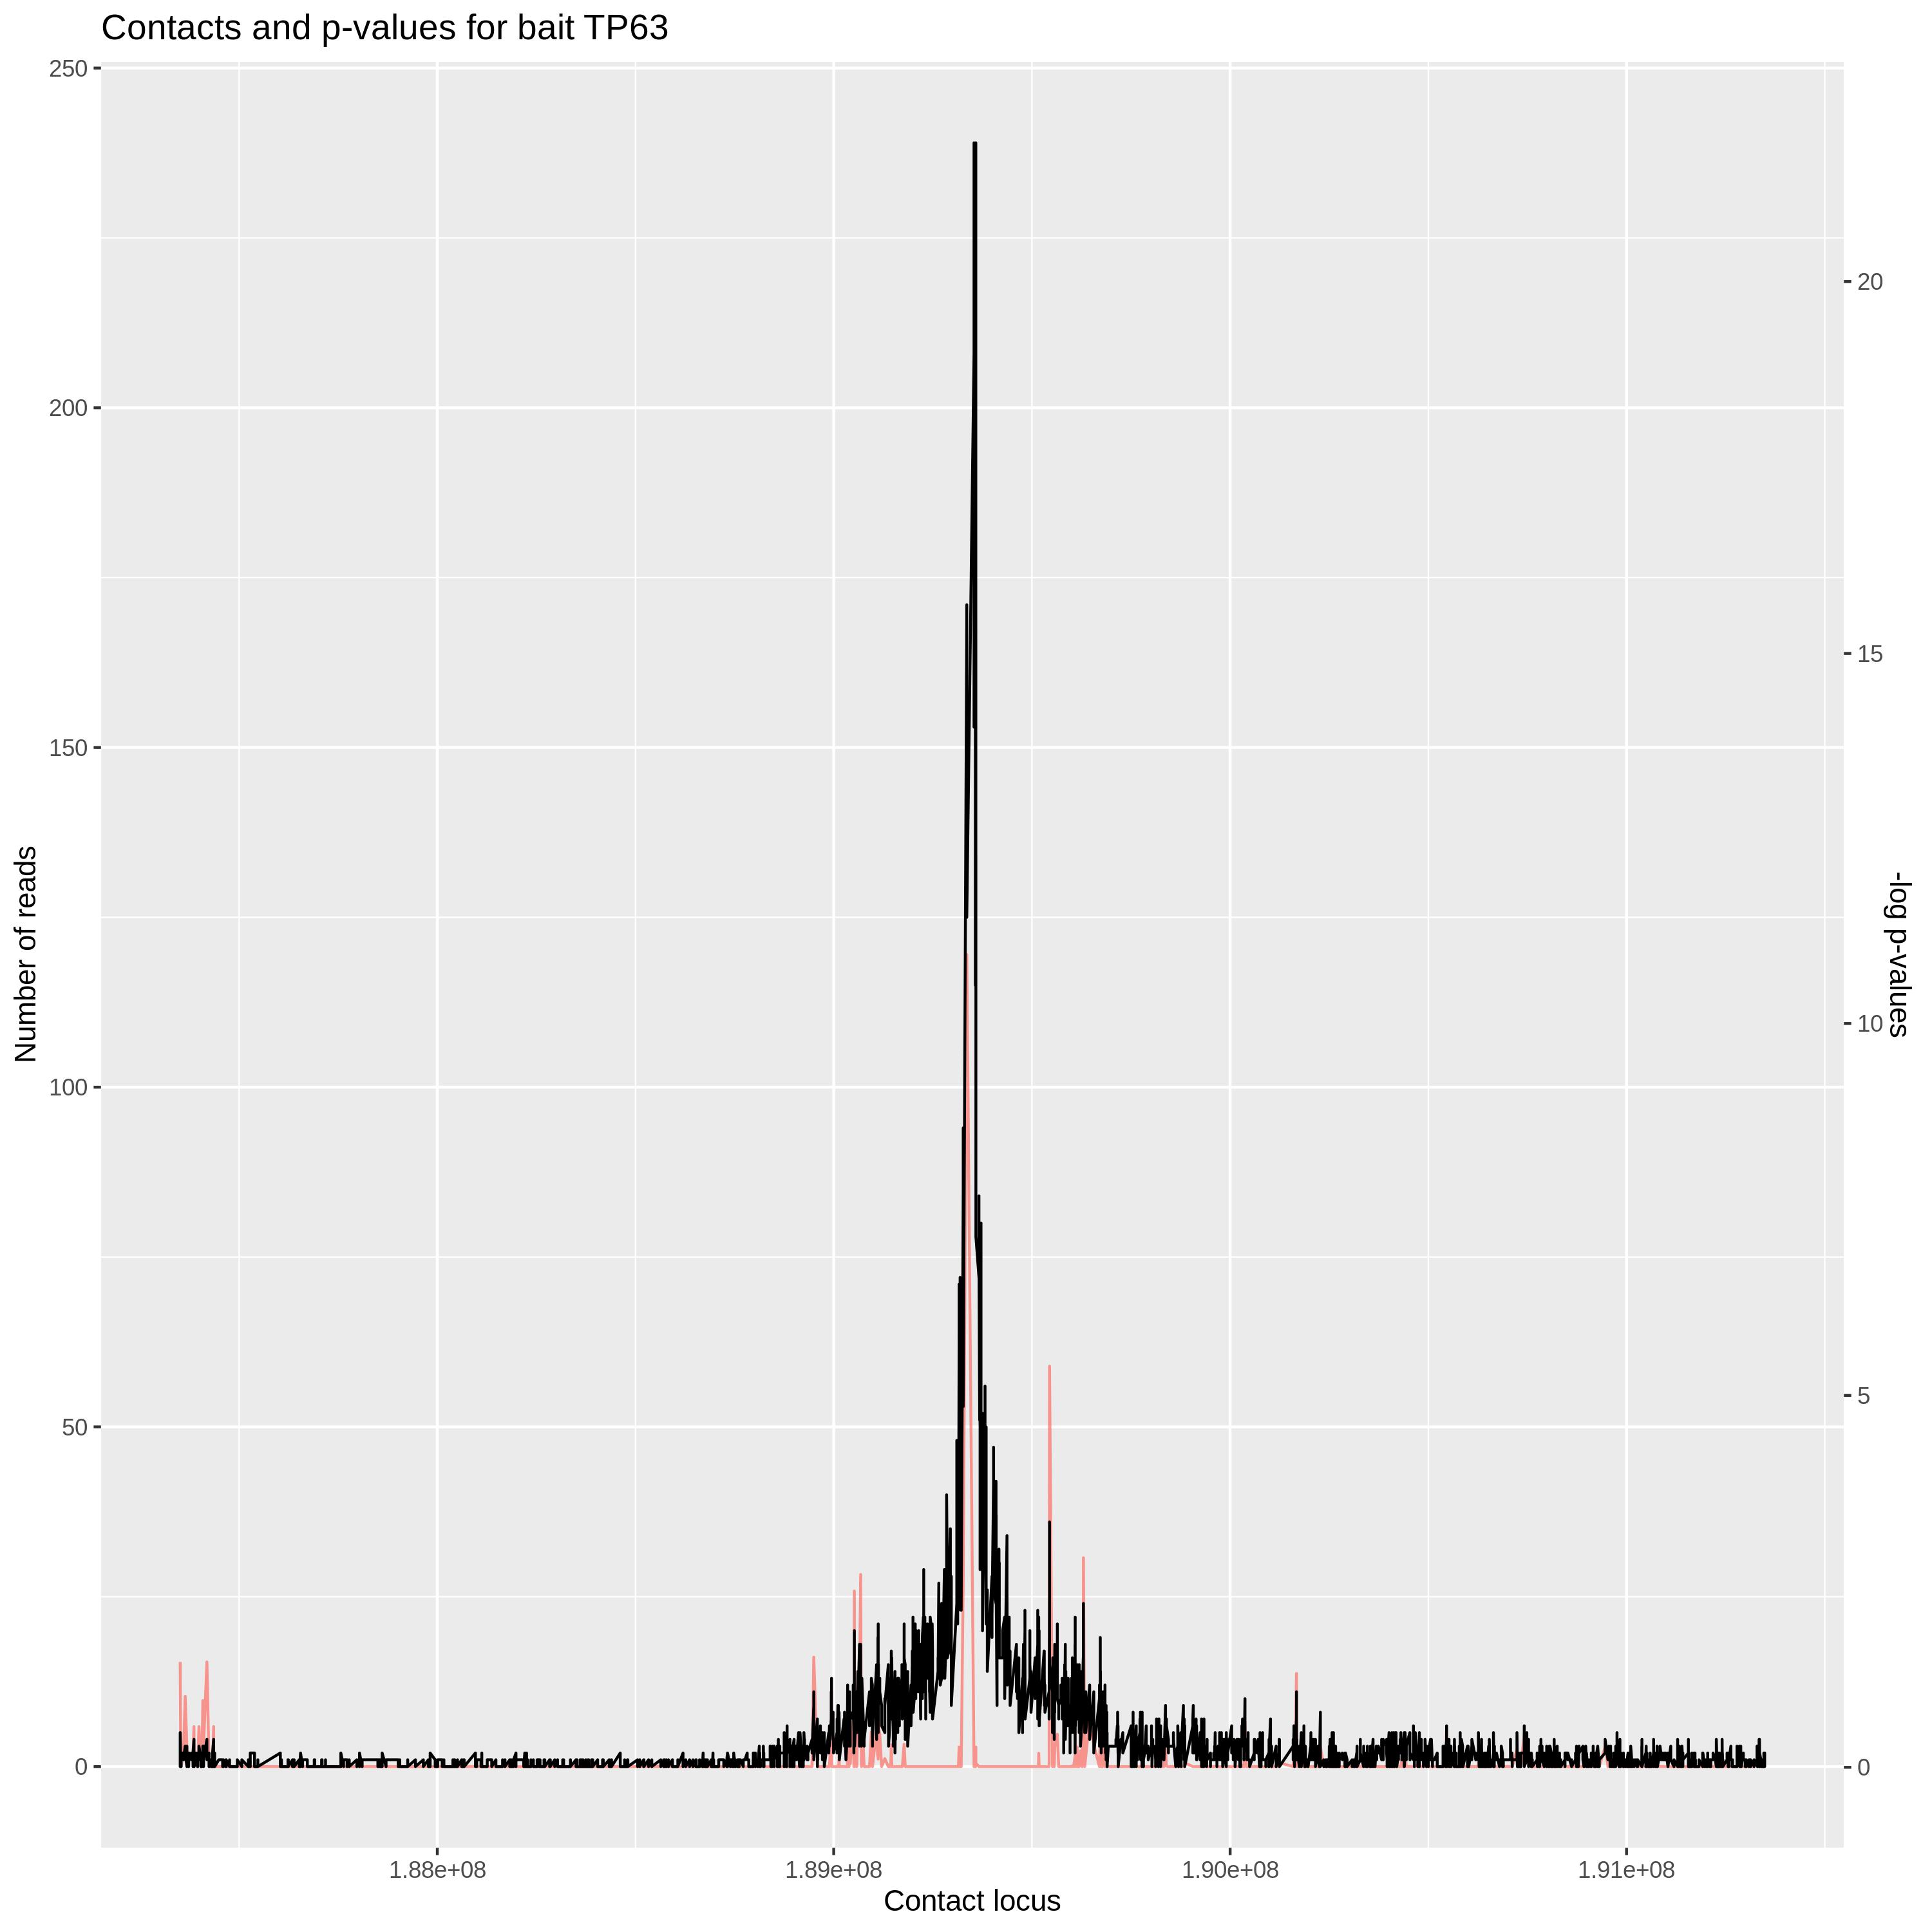 Contacts and p-values for bait TP63
250
200
150
100
50
0
Number of reads
20
15
10
5
0
-log p-values
1.88e+08 1.89e+08 1.90e+08 1.91e+08
Contact locus